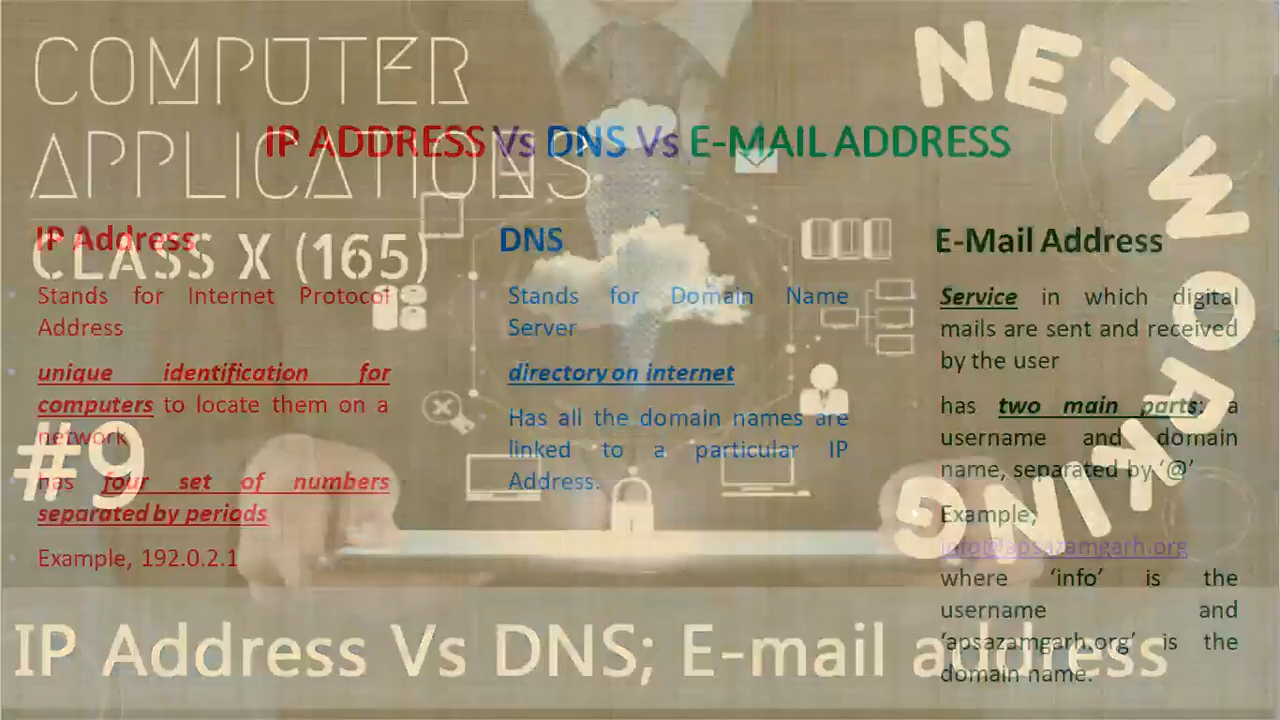 COMPUTER
APPLICATIONS
CLASS X (165)
#9
NETWORKING
IP Address Vs DNS; E-mail address
IP ADDRESS Vs DNS Vs E-MAIL ADDRESS
IP Address
Stands for Internet Protocol
Address
unique identification for
computers to locate them on a
network
has four set of numbers
separated by periods
Example, 192.0.2.1
DNS
Stands for Domain Name
Server
directory on internet
Has all the domain names are
linked to a particular IP
Address.
E-Mail Address
Service in which digital
mails are sent and received
by the user
has two main parts: a
username and domain
name, separated by '@'
Example,
info@apsazamgarh.org
where 'info' is the
username and
'apsazamgarh.org' is the
domain name.